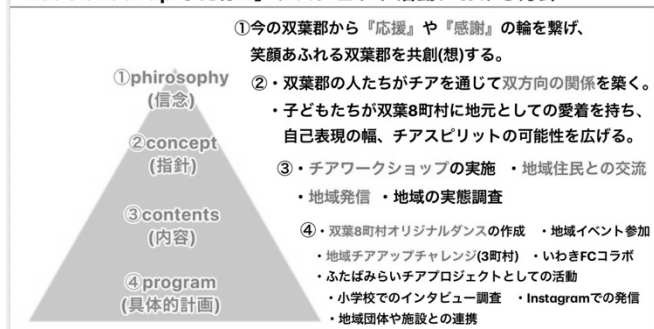 ①今の双葉郡から『応援』や『感謝』の輪を繋げ、
笑顔あふれる双葉郡を共創(想)する。
①phirosophy
(信念)
②・双葉郡の人たちがチアを通じて双方向の関係を築く。
・子どもたちが双葉8町村に地元としての愛着を持ち、
自己表現の幅、チアスピリットの可能性を広げる。
②concept
(指針)
③・チアワークショップの実施 ・地域住民との交流
・地域発信 ・地域の実態調査
③contents
(内容)
④・双葉8町村オリジナルダンスの作成 ・地域イベント参加
・地域チアアップチャレンジ(3町村) ・いわきFCコラボ
・ふたばみらいチアプロジェクトとしての活動
・小学校でのインタビュー調査 ・Instagramでの発信
・地域団体や施設との連携
④program
(具体的計画)